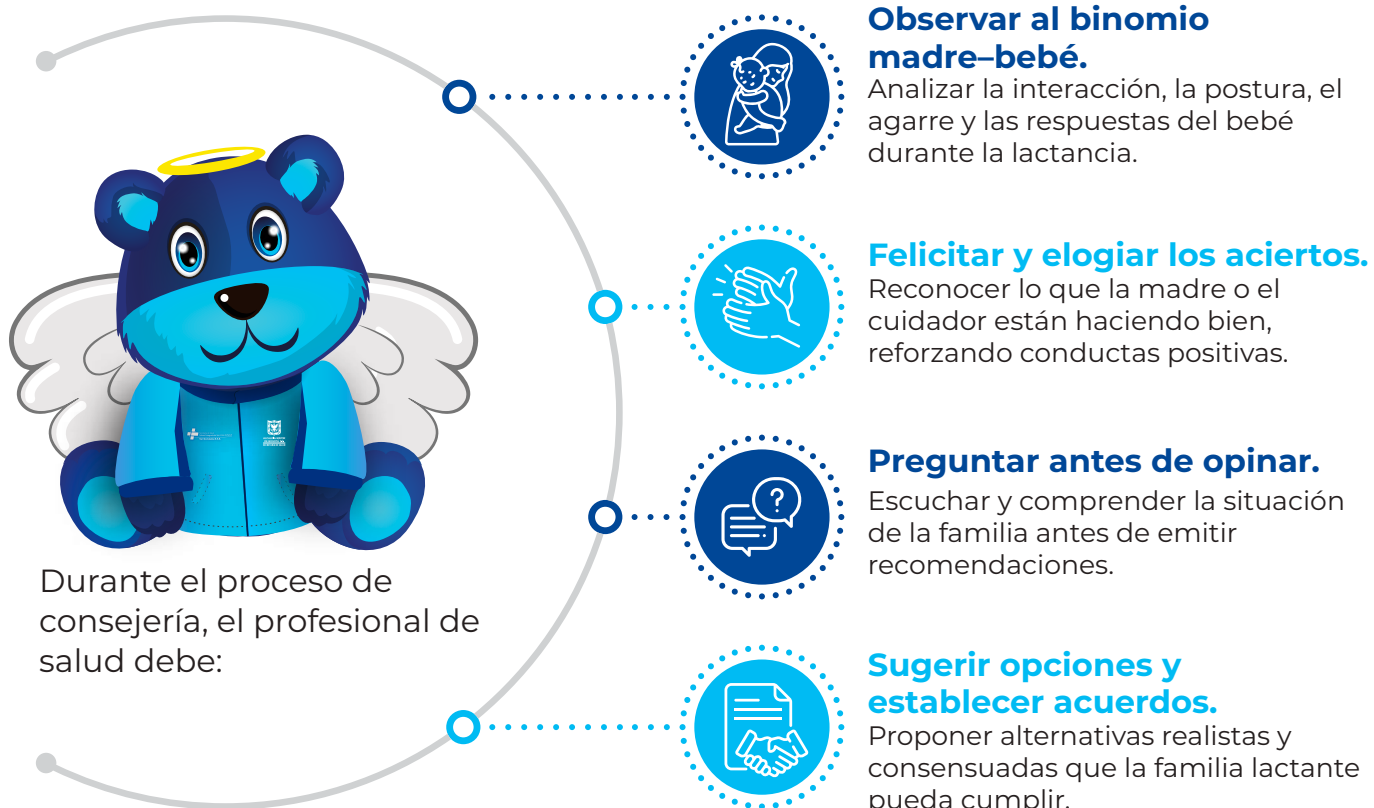 Observar al binomio
madre–bebé.
Analizar la interacción, la postura, el
agarre y las respuestas del bebé
durante la lactancia.
Felicitar y elogiar los aciertos.
Reconocer lo que la madre o el
cuidador están haciendo bien,
reforzando conductas positivas.
Preguntar antes de opinar.
Escuchar y comprender la situación
de la familia antes de emitir
recomendaciones.
Durante el proceso de
consejería, el profesional de
salud debe:
Sugerir opciones y
establecer acuerdos.
Proponer alternativas realistas y
consensuadas que la familia lactante
pueda cumplir.